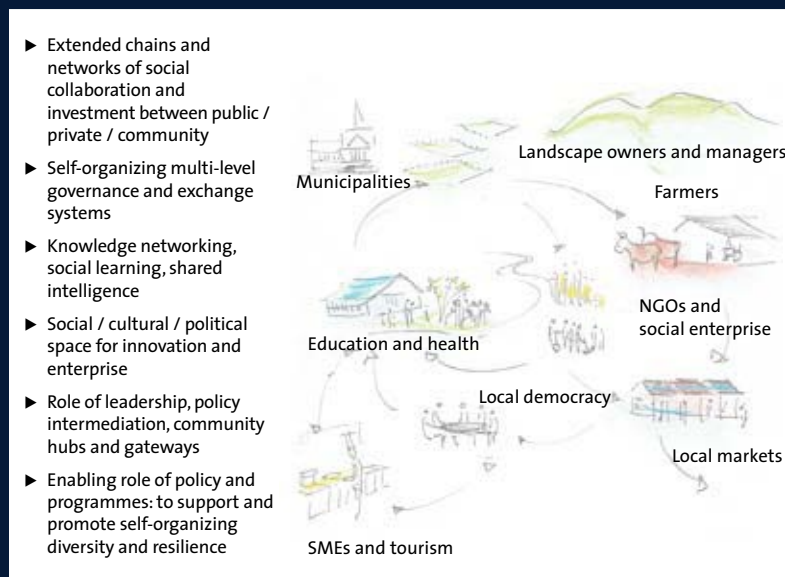 ▶ Extended chains and
networks of social
collaboration and
investment between public /
private / community
▶ Self-organizing multi-level
governance and exchange
systems
▶ Knowledge networking,
social learning, shared
intelligence
▶ Social / cultural / political
space for innovation and
enterprise
▶ Role of leadership, policy
intermediation, community
hubs and gateways
▶ Enabling role of policy and
programmes: to support and
promote self-organizing
diversity and resilience
Municipalities
Landscape owners and managers
Farmers
Education and health
NGOs and
social enterprise
Local democracy
Local markets
SMEs and tourism